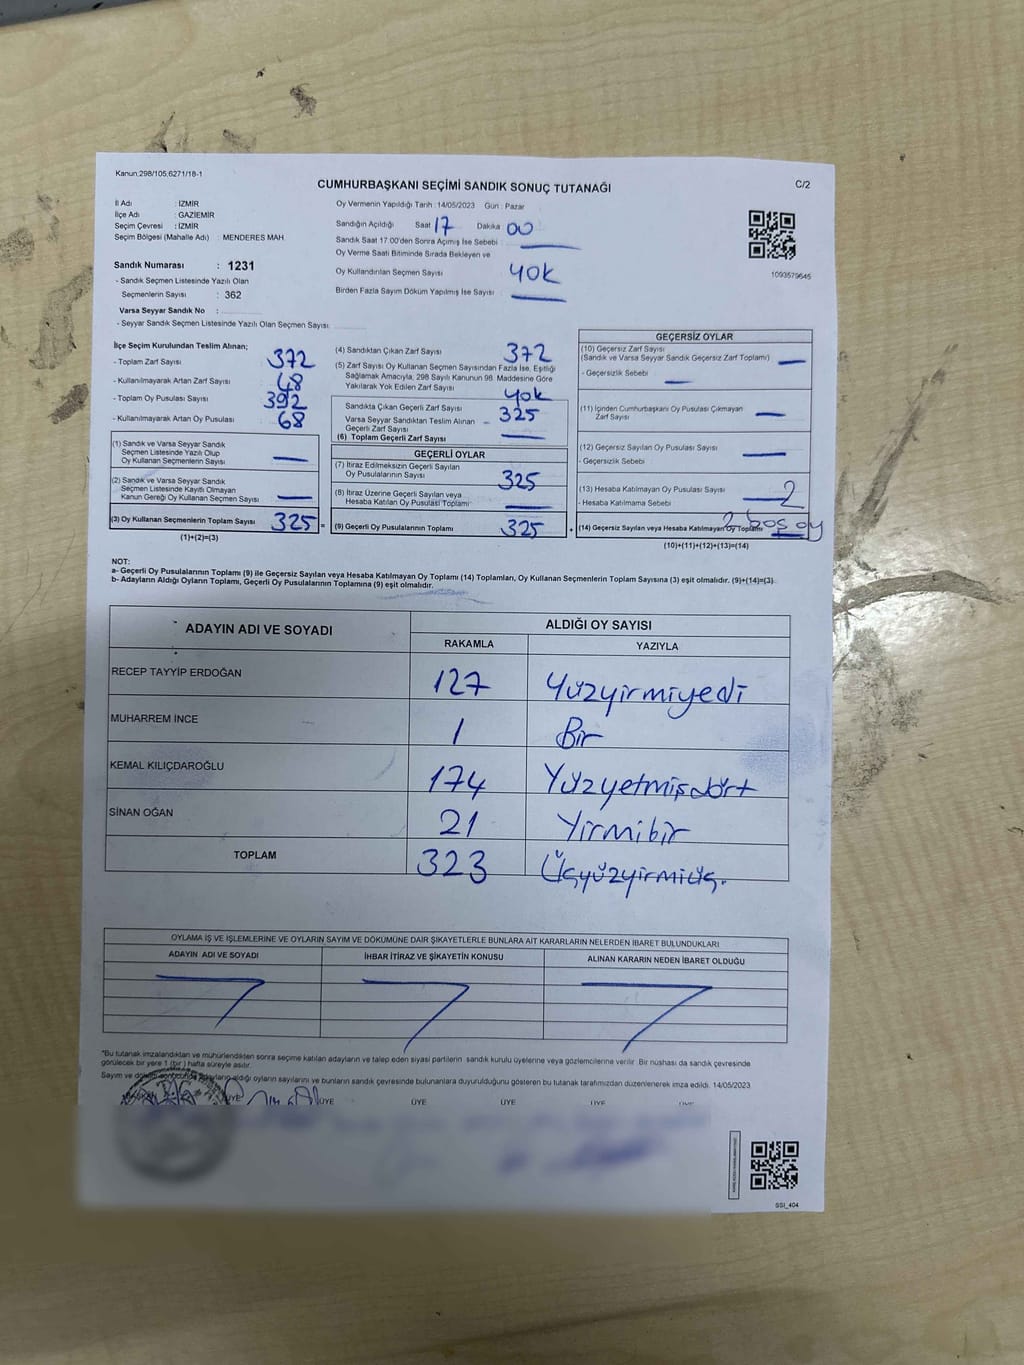 Kanun:298/105;6271/18-1
CUMHURBAŞKANI SEÇİMİ SANDIK SONUÇ TUTANAĞI
C/2
İl Adı : İZMİR
İlçe Adı : GAZİEMİR
Seçim Çevresi : İZMİR
Seçim Bölgesi (Mahalle Adı) : MENDERES MAH
Sandık Numarası : 1231
- Sandık Seçmen Listesinde Yazılı Olan
Seçmenlerin Sayısı : 362
Varsa Seyyar Sandık No :
- Seyyar Sandık Seçmen Listesinde Yazılı Olan Seçmen Sayısı:
Oy Vermenin Yapıldığı Tarih : 14/05/2023 Gün : Pazar
Sandığın Açıldığı Saat 17 Dakika 00
Sandık Saat 17:00'den Sonra Açımış İse Sebebi :
Oy Verme Saati Bitiminde Sırada Bekleyen ve
Oy Kullandırılan Seçmen Sayısı yok
Birden Fazla Sayım Döküm Yapılmış İse Sayısı :
1093579645
İlçe Seçim Kurulundan Teslim Alınan;
- Toplam Zarf Sayısı 372
- Kullanılmayarak Artan Zarf Sayısı 48
- Toplam Oy Pusulası Sayısı 392
- Kullanılmayarak Artan Oy Pusulası 68
(1) Sandık ve Varsa Seyyar Sandık
Seçmen Listesinde Yazılı Olup
Oy Kullanan Seçmenlerin Sayısı
(2) Sandık ve Varsa Seyyar Sandık
Seçmen Listesinde Kayıtlı Olmayan
Kanun Gereği Oy Kullanan Seçmen Sayısı
(3) Oy Kullanan Seçmenlerin Toplam Sayısı 325 =
(1)+(2)=(3)
(4) Sandıktan Çıkan Zarf Sayısı 372
(5) Zarf Sayısı Oy Kullanan Seçmen Sayısından Fazla İse, Eşitliği
Sağlamak Amacıyla, 298 Sayılı Kanunun 98. Maddesine Göre
Yakılarak Yok Edilen Zarf Sayısı yok
Sandıkta Çıkan Geçerli Zarf Sayısı 325
Varsa Seyyar Sandıktan Teslim Alınan
Geçerli Zarf Sayısı
(6) Toplam Geçerli Zarf Sayısı
GEÇERLİ OYLAR
(7) İtiraz Edilmeksizin Geçerli Sayılan
Oy Pusulalarının Sayısı 325
(8) İtiraz Üzerine Geçerli Sayılan veya
Hesaba Katılan Oy Pusulası Toplamı
(9) Geçerli Oy Pusulalarının Toplamı 325 +
GEÇERSİZ OYLAR
(10) Geçersiz Zarf Sayısı
(Sandık ve Varsa Seyyar Sandık Geçersiz Zarf Toplamı)
- Geçersizlik Sebebi
(11) İçinden Cumhurbaşkanı Oy Pusulası Çıkmayan
Zarf Sayısı
(12) Geçersiz Sayılan Oy Pusulası Sayısı
- Geçersizlik Sebebi
(13) Hesaba Katılmayan Oy Pusulası Sayısı 2
- Hesaba Katılmama Sebebi
2 boş oy
(14) Geçersiz Sayılan veya Hesaba Katılmayan Oy Toplamı
(10)+(11)+(12)+(13)=(14)
NOT:
a- Geçerli Oy Pusulalarının Toplamı (9) ile Geçersiz Sayılan veya Hesaba Katılmayan Oy Toplamı (14) Toplamları, Oy Kullanan Seçmenlerin Toplam Sayısına (3) eşit olmalıdır. (9)+(14)=(3)
b- Adayların Aldığı Oyların Toplamı, Geçerli Oy Pusulalarının Toplamına (9) eşit olmalıdır.
ADAYIN ADI VE SOYADI ALDIĞI OY SAYISI
RAKAMLA YAZIYLA
RECEP TAYYİP ERDOĞAN 127 Yüzyirmiyedi
MUHARREM İNCE 1 Bir
KEMAL KILIÇDAROĞLU 174 Yüzyetmişdört
SİNAN OĞAN 21 Yirmibir
TOPLAM 323 Üçyüzyirmiüç.
OYLAMA İŞ VE İŞLEMLERİNE VE OYLARIN SAYIM VE DÖKÜMÜNE DAİR ŞİKAYETLERLE BUNLARA AİT KARARLARIN NELERDEN İBARET BULUNDUKLARI
ADAYIN ADI VE SOYADI İHBAR İTİRAZ VE ŞİKAYETİN KONUSU ALINAN KARARIN NEDEN İBARET OLDUĞU
"Bu tutanak imzalandıktan ve mühürlendikten sonra seçime katılan adayların ve talep eden siyasi partilerin sandık kurulu üyelerine veya gözlemcilerine verilir. Bir nüshası da sandık çevresinde
görülecek bir yere 1 (bir) hafta süreyle asılır.
Sayım ve döküm sonucunda adayların aldığı oyların sayılarını ve bunların sandık çevresinde bulunanlara duyurulduğunu gösteren bu tutanak tarafımızdan düzenlenerek imza edildi. 14/05/2023
ÜYE ÜYE ÜYE ÜYE ÜYE
SSI_404